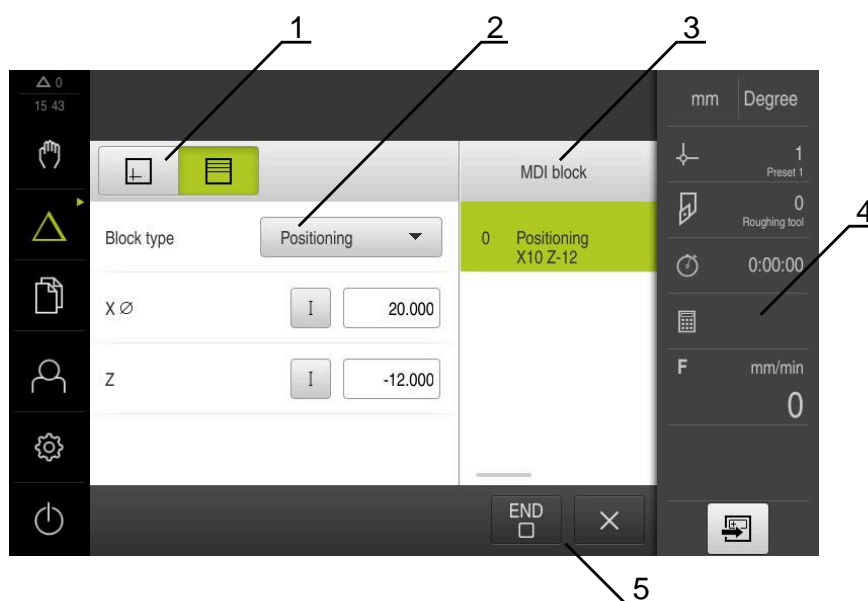 1
2
3
0
15 43
mm Degree
1
Preset 1
MDI block
0
Roughing tool
4
Block type Positioning
0 Positioning
X10 Z-12
0:00:00
X Ø I 20.000
F mm/min
0
Z I -12.000
END
5